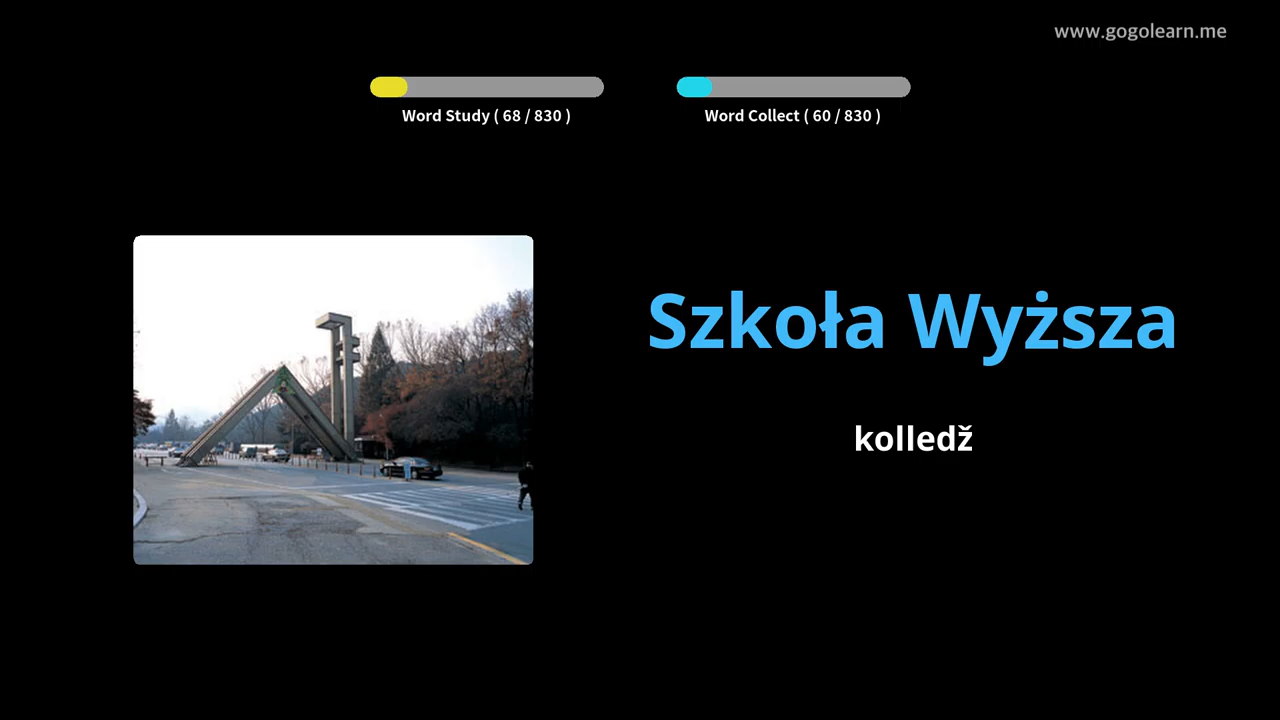 www.gogolearn.me
Word Study ( 68 / 830 )
Word Collect ( 60 / 830 )
Szkoła Wyższa
kolledž